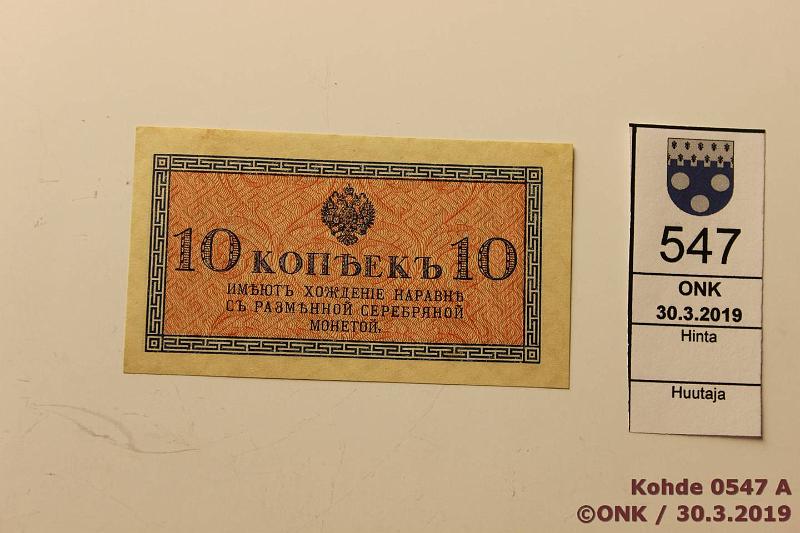 10 КОПѢЕКЪ 10
ИМѢЮТЪ ХОЖДЕНІЕ НАРАВНѢ
СЪ РАЗМѢННОЙ СЕРЕБРЯНОЙ
МОНЕТОЙ.
547
ONK
30.3.2019
Hinta
Huutaja
Kohde 0547 A
©ONK / 30.3.2019